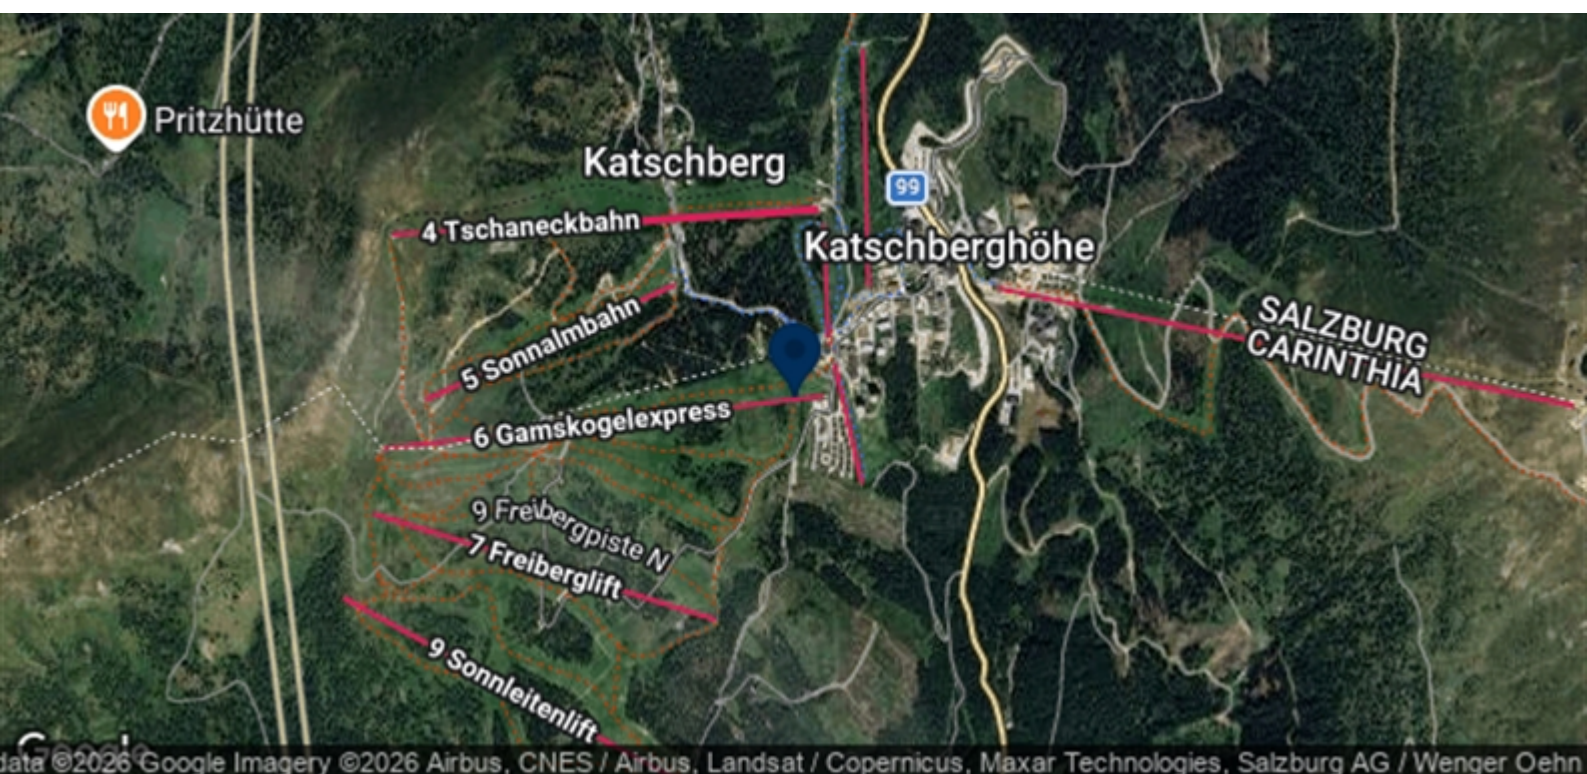 Pritzhütte
Katschberg
99
4 Tschaneckbahn
Katschberghöhe
5 Sonnalmbahn
SALZBURG
CARINTHIA
6 Gamskogelexpress
9 Freibergpiste N
7 Freiberglift
9 Sonnleitenlift
Google
data ©2026 Google Imagery ©2026 Airbus, CNES / Airbus, Landsat / Copernicus, Maxar Technologies, Salzburg AG / Wenger Oehn